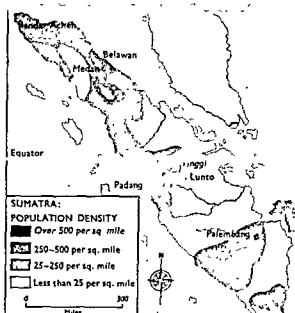 Banda Acheh
Belawan
Medan
Equator
Lunto
Padang
Palembang
N
SUMATRA:
POPULATION DENSITY
Over 500 per sq. mile
250–500 per sq. mile
25–250 per sq. mile
Less than 25 per sq. mile
0 300
Miles